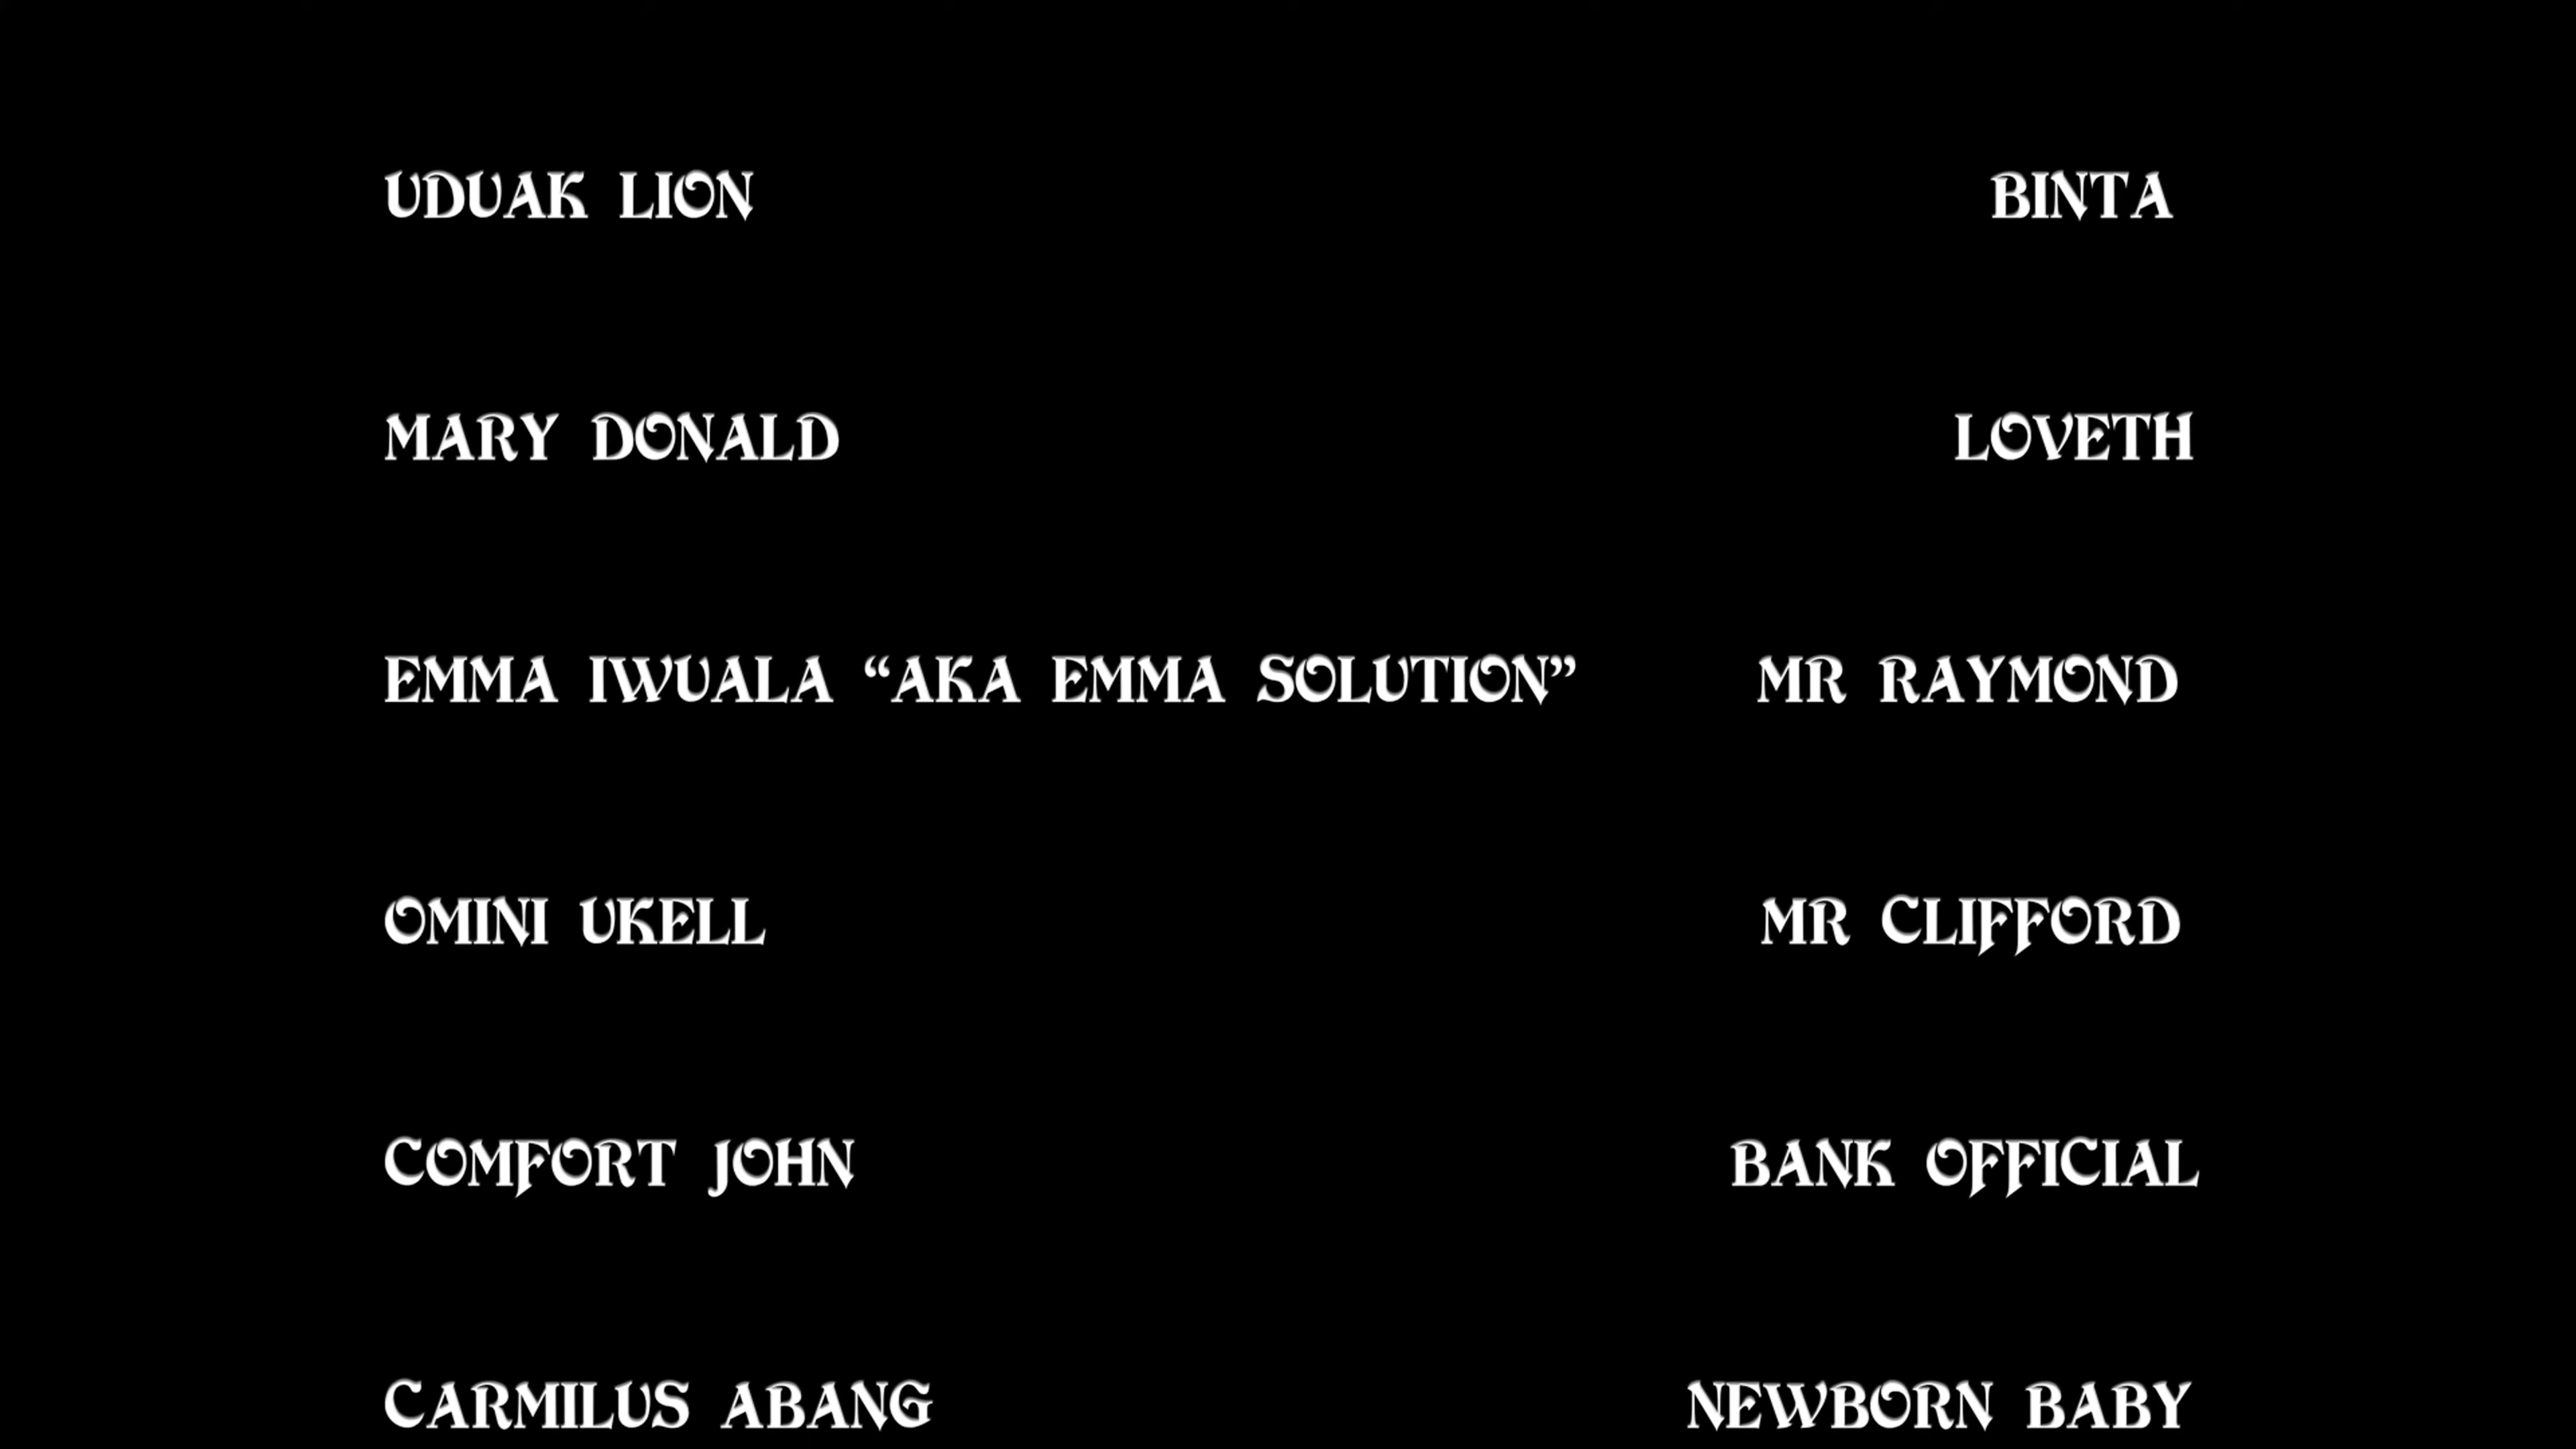 UDUAK LION BINTA
MARY DONALD LOVETH
EMMA IWUALA “AKA EMMA SOLUTION” MR RAYMOND
OMINI UKELL MR CLIFFORD
COMFORT JOHN BANK OFFICIAL
CARMILUS ABANG NEWBORN BABY